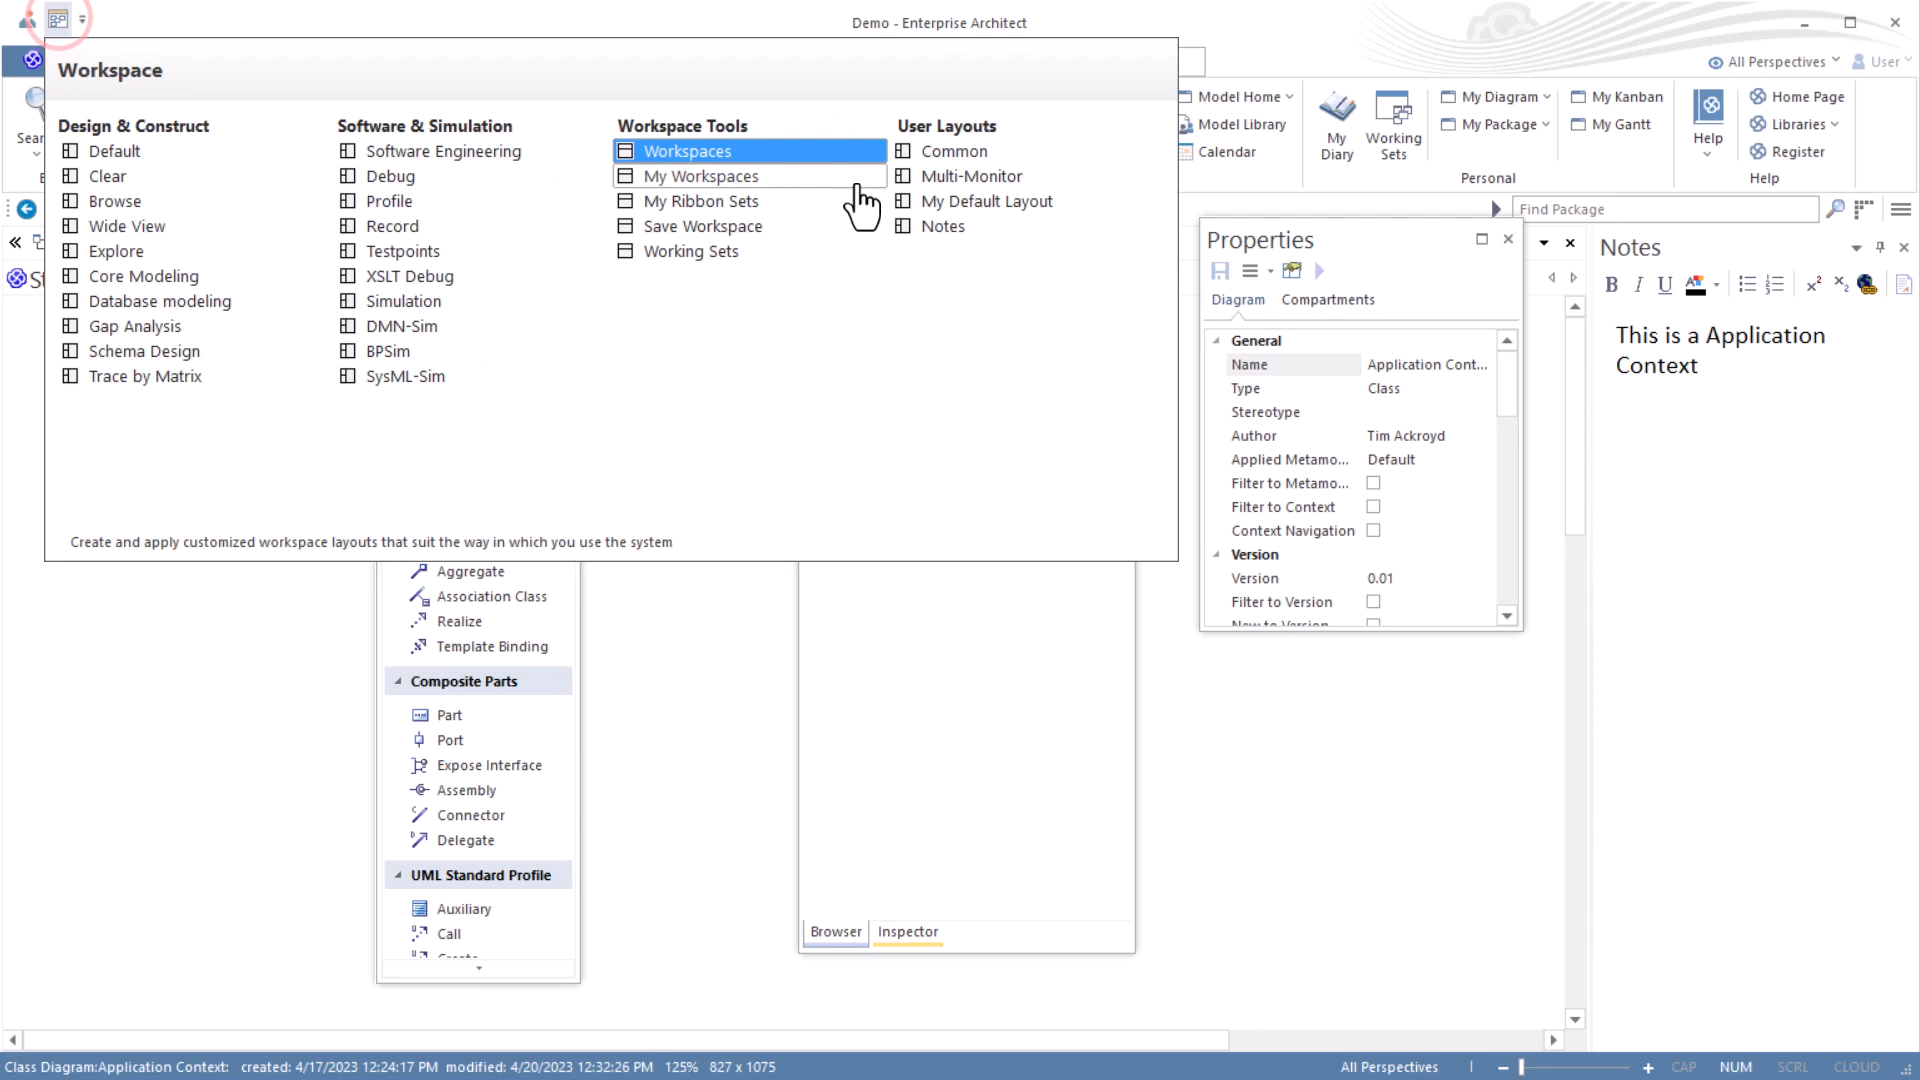 Demo - Enterprise Architect
All Perspectives
User
Workspace
Design & Construct
Default
Clear
Browse
Wide View
Explore
Core Modeling
Database modeling
Gap Analysis
Schema Design
Trace by Matrix
Software & Simulation
Software Engineering
Debug
Profile
Record
Testpoints
XSLT Debug
Simulation
DMN-Sim
BPSim
SysML-Sim
Workspace Tools
Workspaces
My Workspaces
My Ribbon Sets
Save Workspace
Working Sets
User Layouts
Common
Multi-Monitor
My Default Layout
Notes
Create and apply customized workspace layouts that suit the way in which you use the system
Model Home
Model Library
Calendar
My
Diary
Working
Sets
My Diagram
My Package
My Kanban
My Gantt
Personal
Help
Home Page
Libraries
Register
Help
Find Package
Properties
Diagram Compartments
General
Name Application Cont...
Type Class
Stereotype
Author Tim Ackroyd
Applied Metamo... Default
Filter to Metamo...
Filter to Context
Context Navigation
Version
Version 0.01
Filter to Version
New to Version
Notes
B I U
This is a Application
Context
Aggregate
Association Class
Realize
Template Binding
Composite Parts
Part
Port
Expose Interface
Assembly
Connector
Delegate
UML Standard Profile
Auxiliary
Call
Browser Inspector
Class Diagram:Application Context: created: 4/17/2023 12:24:17 PM modified: 4/20/2023 12:32:26 PM 125% 827 x 1075
All Perspectives
CAP NUM SCRL CLOUD